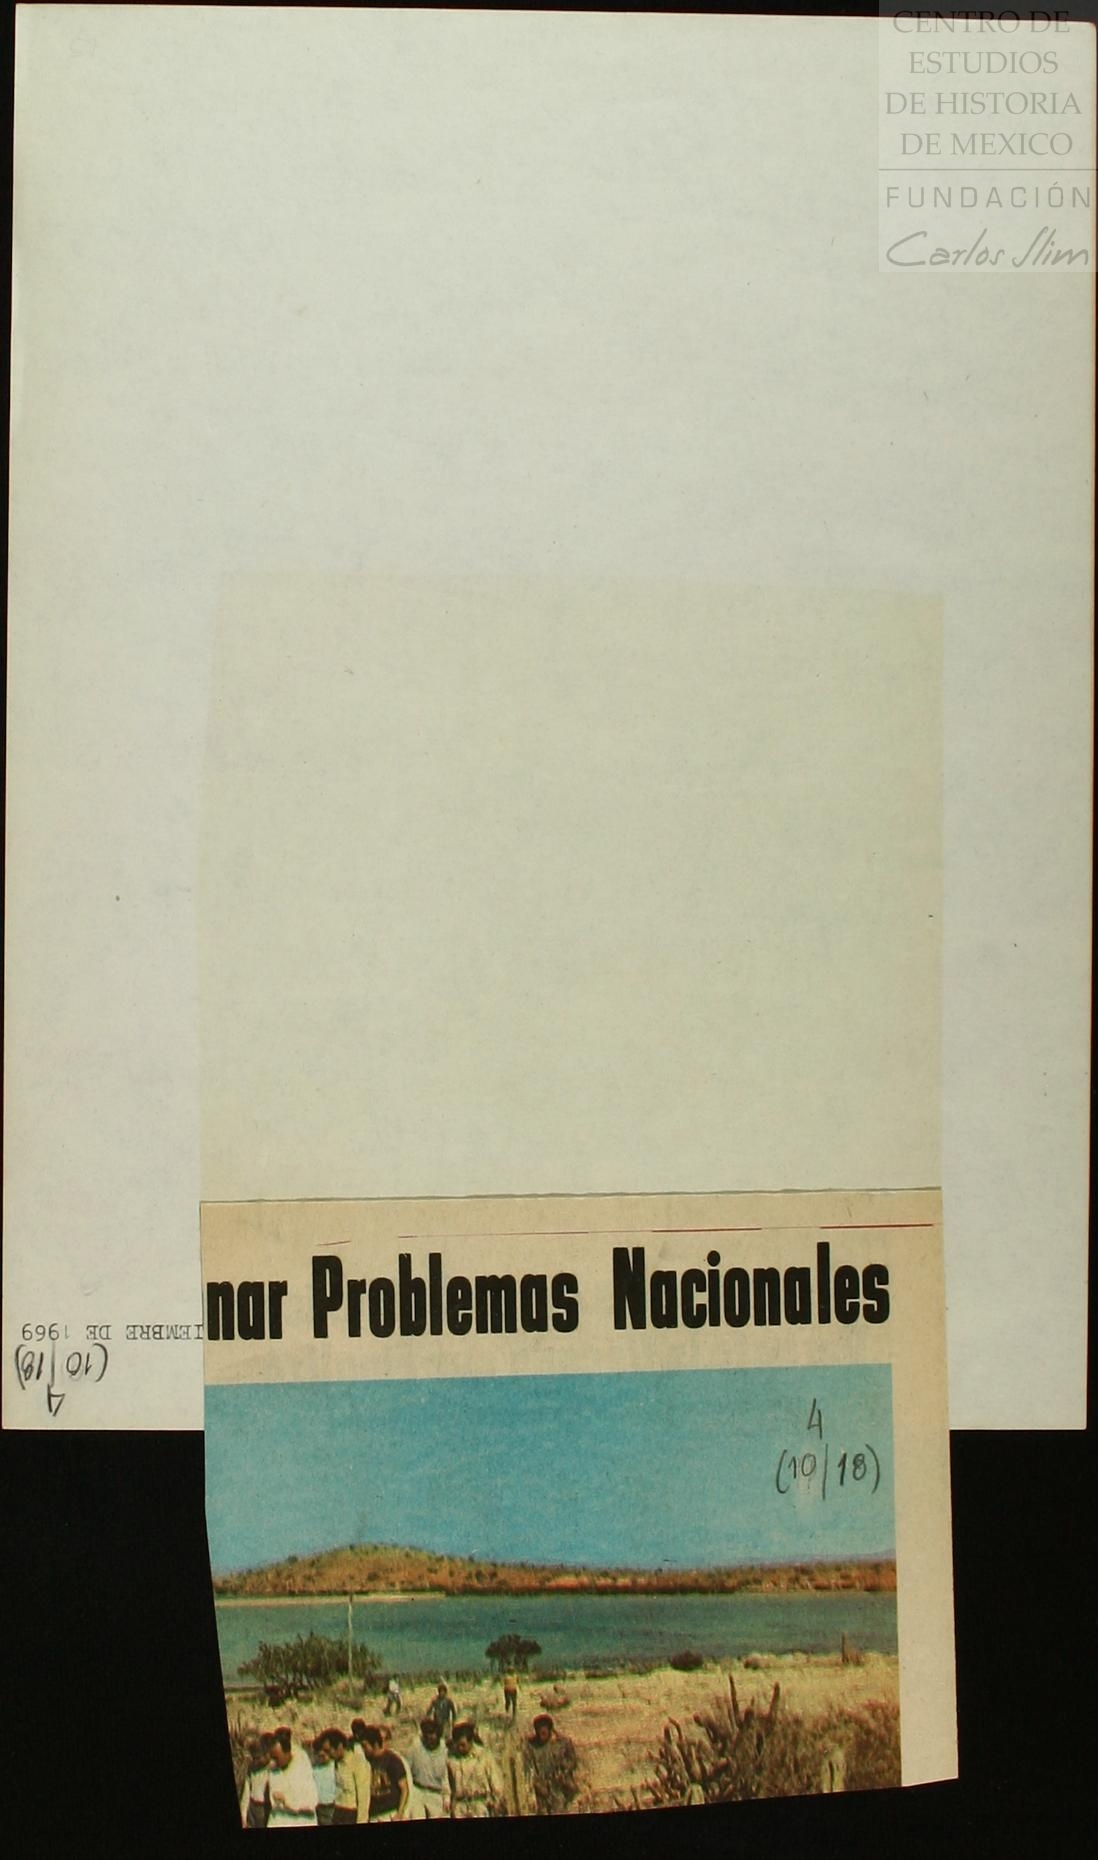 CENTRO DE
ESTUDIOS
DE HISTORIA
DE MEXICO
FUNDACIÓN
Carlos Slim
nar Problemas Nacionales
IEMBRE DE 1969
4
(10/18)
4
(10/18)